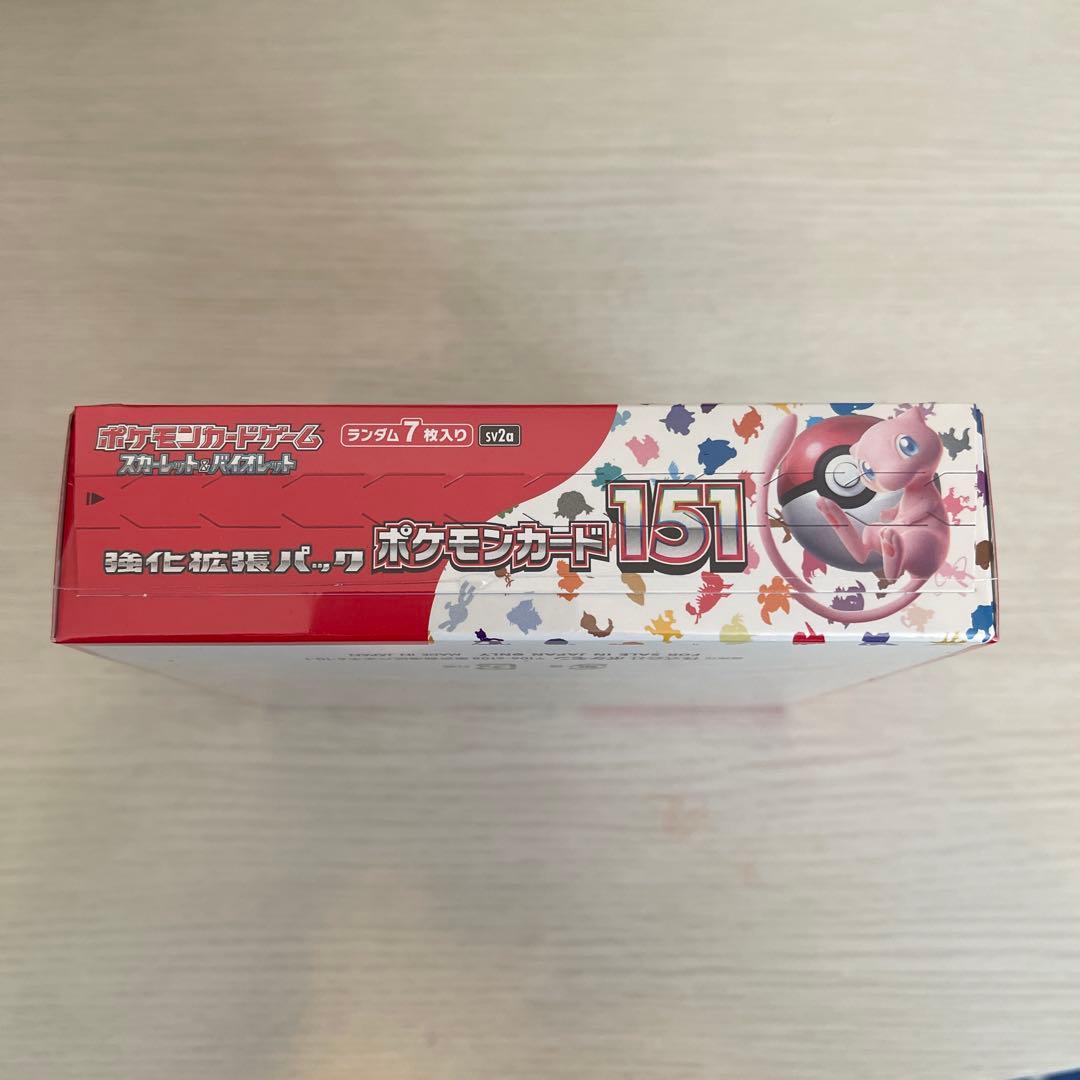 ポケモンカードゲーム
スカーレット&バイオレット
ランダム7枚入り
sv2a
強化拡張パック
ポケモンカード151
FOR SALE IN JAPAN ONLY MADE IN JAPAN